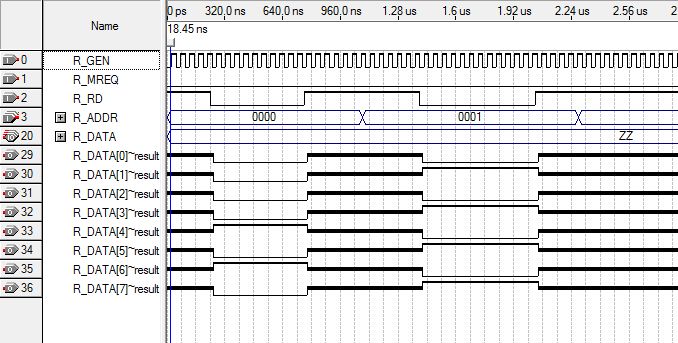 Name
0 ps 320.0 ns 640.0 ns 960.0 ns 1.28 us 1.6 us 1.92 us 2.24 us 2.56 us 2
18.45 ns
0 R_GEN
1 R_MREQ
2 R_RD
3 R_ADDR 0000 0001
20 R_DATA ZZ
29 R_DATA[0]~result
30 R_DATA[1]~result
31 R_DATA[2]~result
32 R_DATA[3]~result
33 R_DATA[4]~result
34 R_DATA[5]~result
35 R_DATA[6]~result
36 R_DATA[7]~result